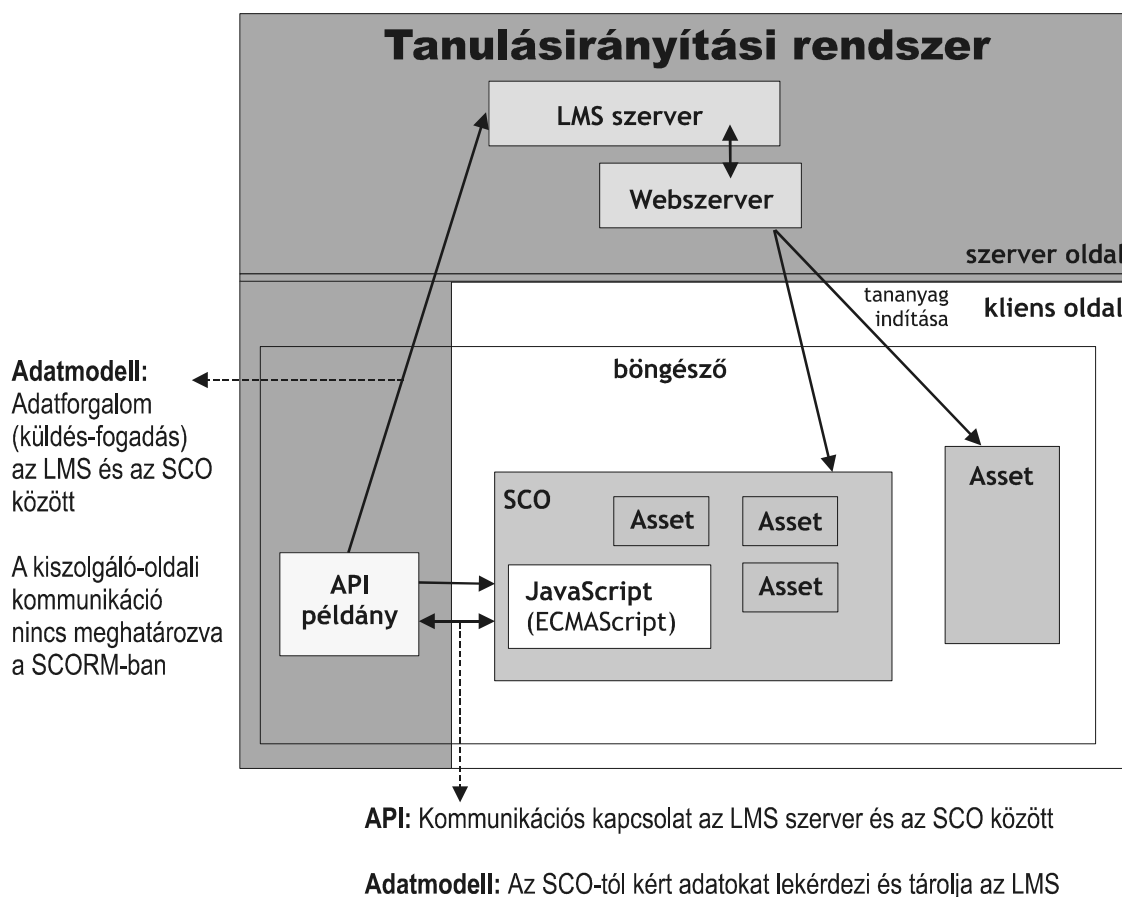 Tanulásirányítási rendszer
LMS szerver
Webszerver
szerver oldal
tananyag
indítása
kliens oldal
böngésző
Adatmodell:
Adatforgalom
(küldés-fogadás)
az LMS és az SCO
között
A kiszolgáló-oldali
kommunikáció
nincs meghatározva
a SCORM-ban
API
példány
SCO
Asset
Asset
Asset
JavaScript
(ECMAScript)
Asset
API: Kommunikációs kapcsolat az LMS szerver és az SCO között
Adatmodell: Az SCO-tól kért adatokat lekérdezi és tárolja az LMS